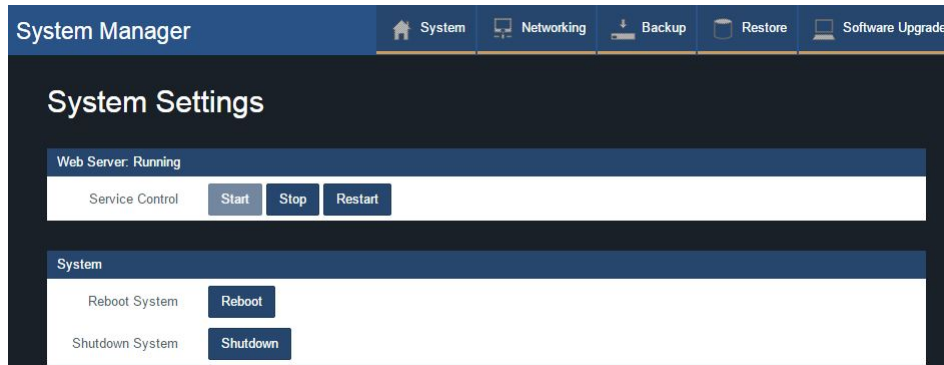 System Manager System Networking Backup Restore Software Upgrade
System Settings
Web Server: Running
Service Control Start Stop Restart
System
Reboot System Reboot
Shutdown System Shutdown